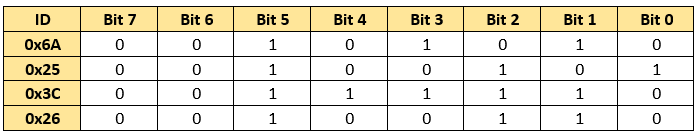 ID Bit 7 Bit 6 Bit 5 Bit 4 Bit 3 Bit 2 Bit 1 Bit 0
0x6A 0 0 1 0 1 0 1 0
0x25 0 0 1 0 0 1 0 1
0x3C 0 0 1 1 1 1 1 0
0x26 0 0 1 0 0 1 1 0